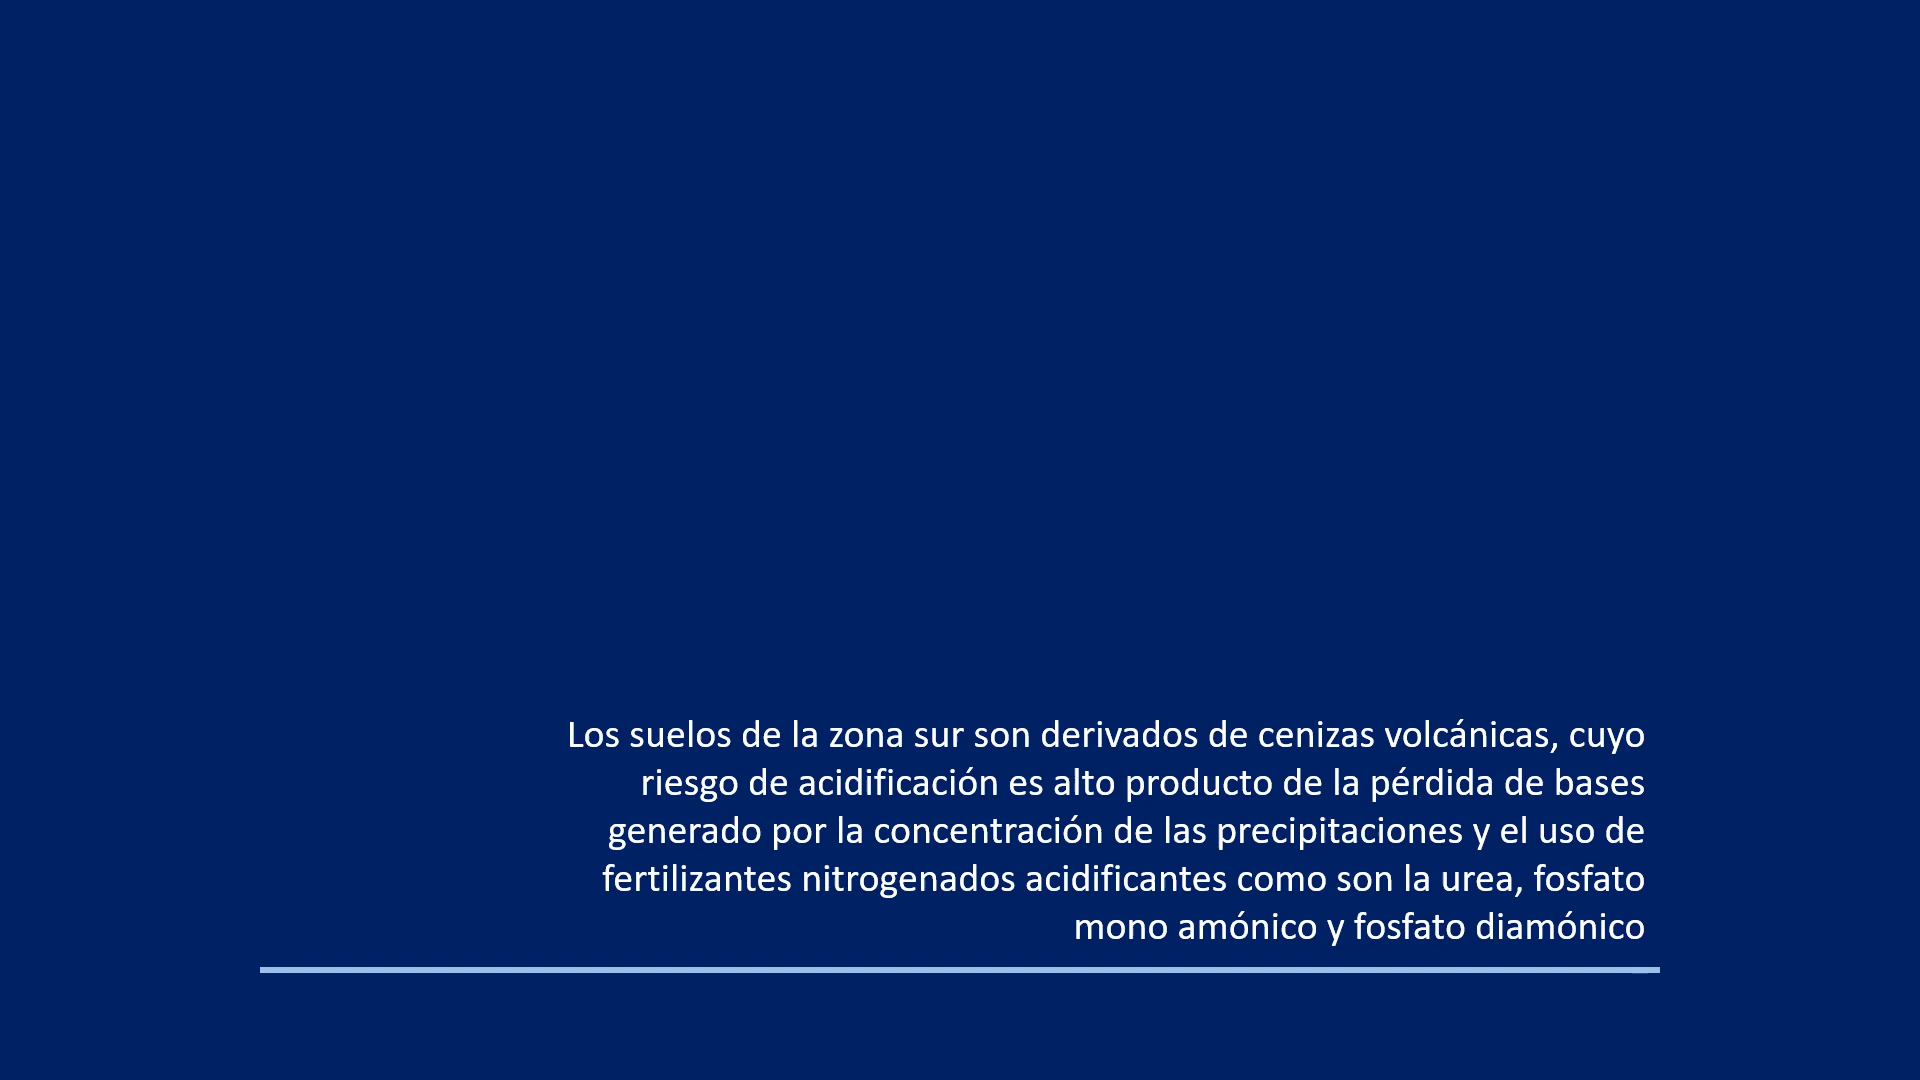 Los suelos de la zona sur son derivados de cenizas volcánicas, cuyo
riesgo de acidificación es alto producto de la pérdida de bases
generado por la concentración de las precipitaciones y el uso de
fertilizantes nitrogenados acidificantes como son la urea, fosfato
mono amónico y fosfato diamónico